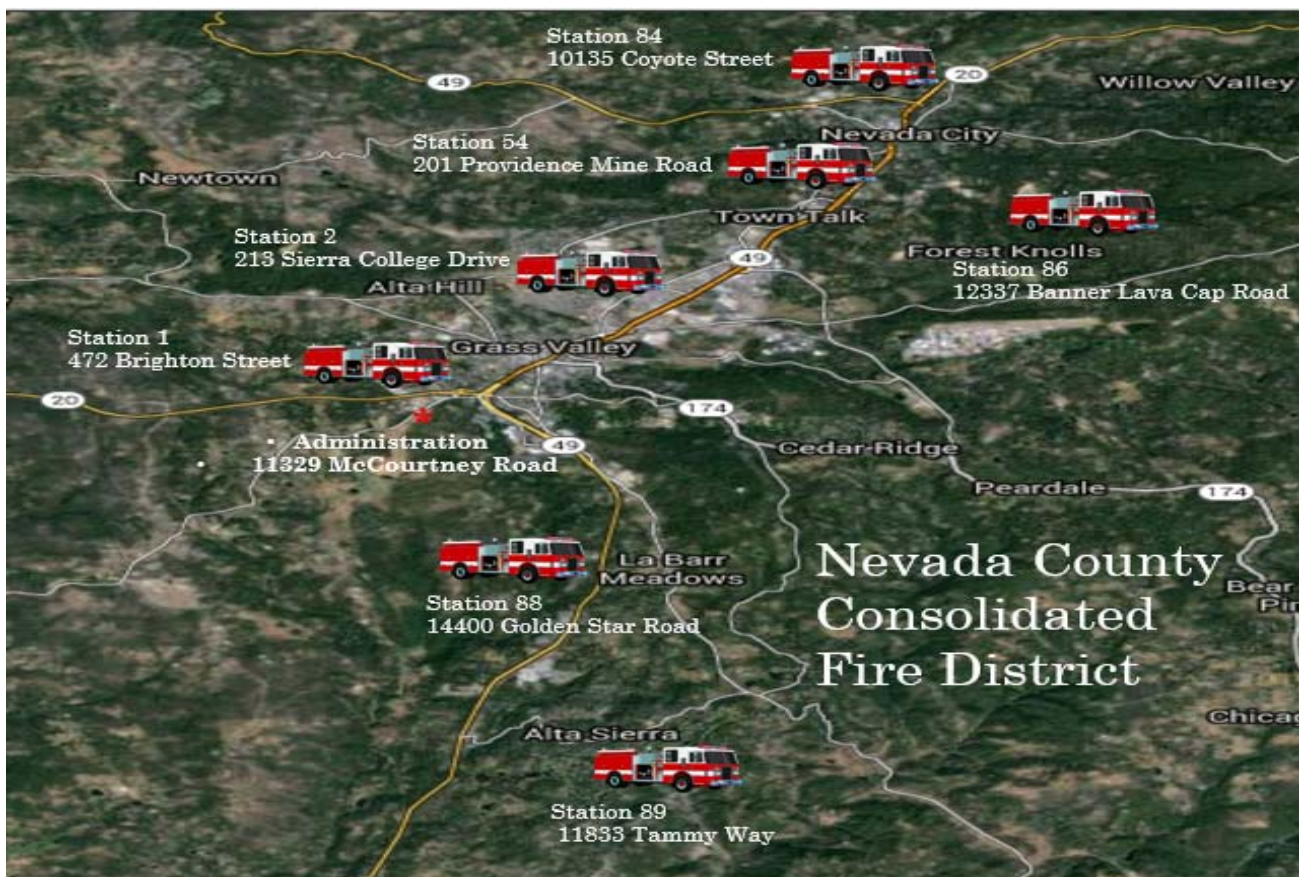 Station 84
10135 Coyote Street
20
49
Willow Valley
Nevada City
Station 54
201 Providence Mine Road
Newtown
Town Talk
Station 2
213 Sierra College Drive
49
Forest Knolls
Station 86
12337 Banner Lava Cap Road
Alta Hill
Station 1
472 Brighton Street
Grass Valley
20
174
* 
• Administration
11329 McCourtney Road
•
49
Cedar Ridge
Peardale
174
La Barr
Meadows
Nevada County
Consolidated
Fire District
Bear
Station 88
14400 Golden Star Road
Alta Sierra
Station 89
11833 Tammy Way